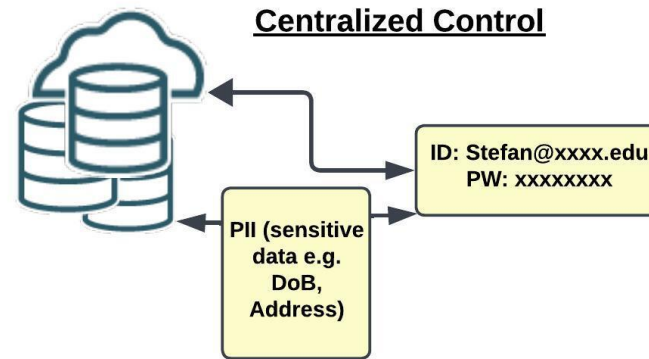 Centralized Control
ID: Stefan@xxxx.edu
PW: xxxxxxxx
PII (sensitive
data e.g.
DoB,
Address)